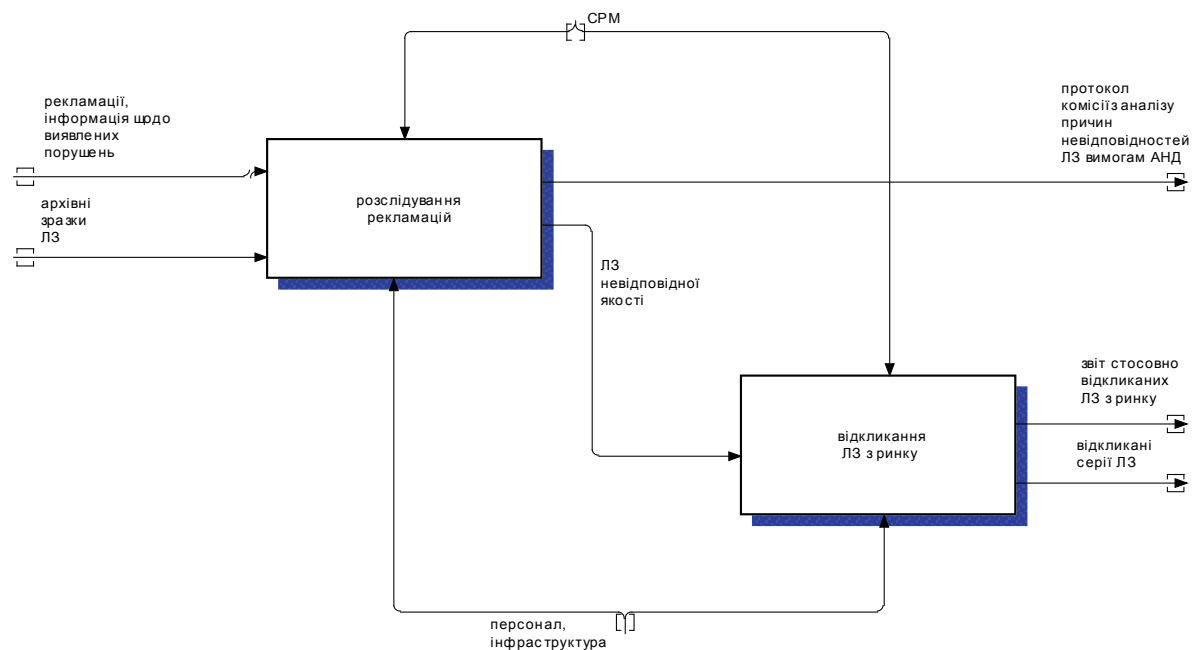 СРМ
рекламації,
інформація щодо
виявлених
порушень
протокол
комісіїз аналізу
причин
невідповідностей
ЛЗ вимогам АНД
архівні
зразки
ЛЗ
розслідування
рекламацій
ЛЗ
невідповідної
якості
звіт стосовно
відкликаних
ЛЗ з ринку
відкликання
ЛЗ з ринку
відкликані
серії ЛЗ
персонал,
інфраструктура